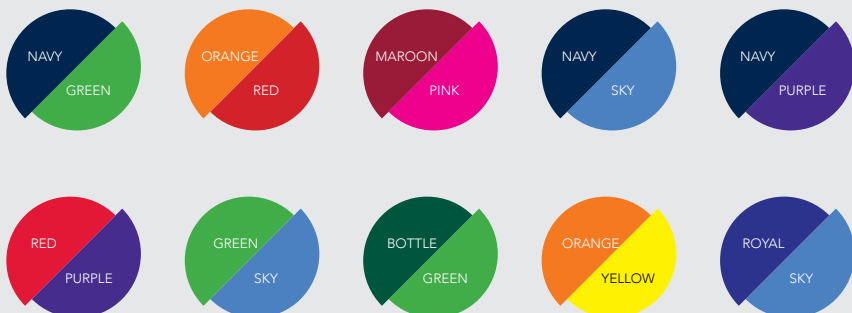 NAVY
GREEN
ORANGE
RED
MAROON
PINK
NAVY
SKY
NAVY
PURPLE
RED
PURPLE
GREEN
SKY
BOTTLE
GREEN
ORANGE
YELLOW
ROYAL
SKY